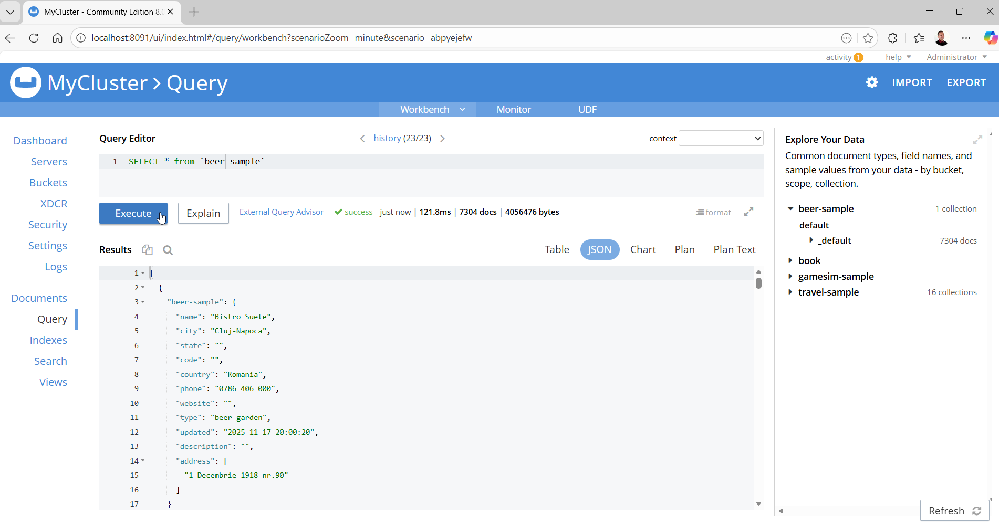 MyCluster - Community Edition 8.0
localhost:8091/ui/index.html#/query/workbench?scenarioZoom=minute&scenario=abpyejefw
activity 1 help Administrator
MyCluster > Query
IMPORT EXPORT
Workbench Monitor UDF
Dashboard
Servers
Buckets
XDCR
Security
Settings
Logs
Documents
Query
Indexes
Search
Views
Query Editor
history (23/23)
context
1 SELECT * from `beer-sample`
Execute Explain External Query Advisor success just now | 121.8ms | 7304 docs | 4056476 bytes
format
Results
Table JSON Chart Plan Plan Text
1 [
2 {
3 "beer-sample": {
4 "name": "Bistro Suete",
5 "city": "Cluj-Napoca",
6 "state": "",
7 "code": "",
8 "country": "Romania",
9 "phone": "0786 406 000",
10 "website": "",
11 "type": "beer garden",
12 "updated": "2025-11-17 20:00:20",
13 "description": "",
14 "address": [
15 "1 Decembrie 1918 nr.90"
16 ]
17 }
Explore Your Data
Common document types, field names, and
sample values from your data - by bucket,
scope, collection.
beer-sample 1 collection
_default
_default 7304 docs
book
gamesim-sample
travel-sample 16 collections
Refresh